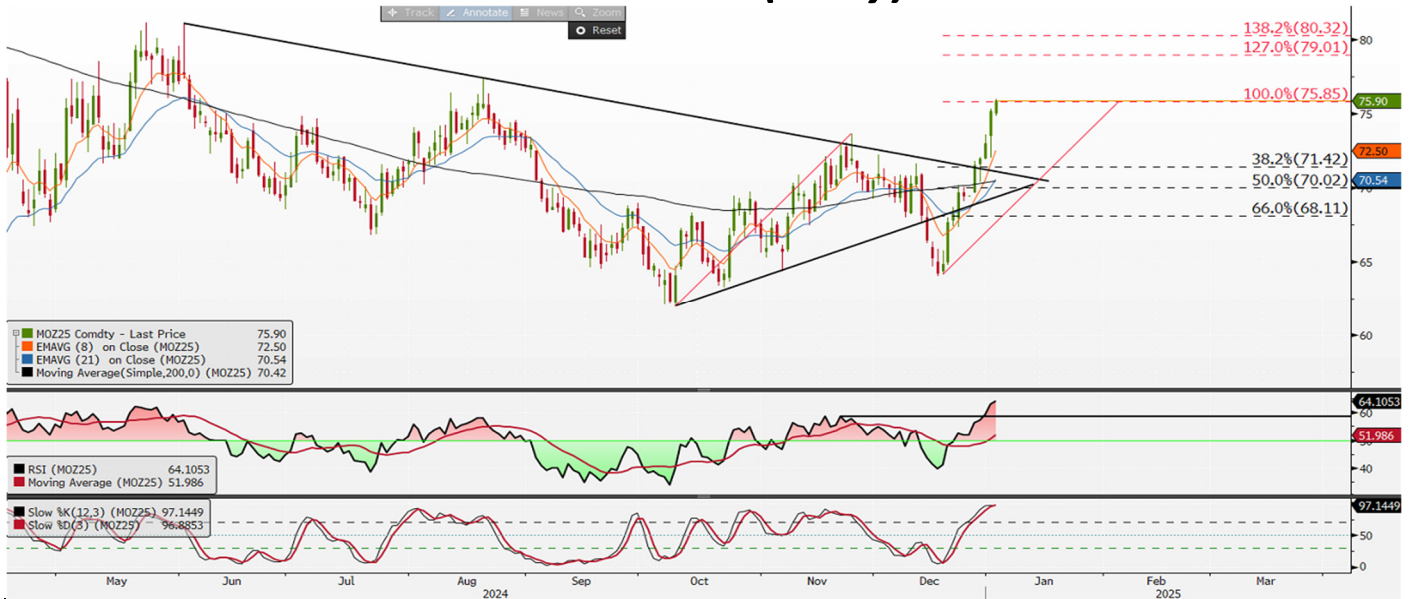 Track Annotate News Zoom
Reset
138.2%(80.32)
80
127.0%(79.01)
100.0%(75.85)
75.90
75
72.50
38.2%(71.42)
50.0%(70.02)
70.54
70
66.0%(68.11)
65
60
MOZ25 Comdty - Last Price 75.90
EMAVG (8) on Close (MOZ25) 72.50
EMAVG (21) on Close (MOZ25) 70.54
Moving Average(Simple,200,0) (MOZ25) 70.42
64.1053
60
51.986
50
40
RSI (MOZ25) 64.1053
Moving Average (MOZ25) 51.986
Slow %K(12,3) (MOZ25) 97.1449
Slow %D(3) (MOZ25) 96.8853
97.1449
50
0
May Jun Jul Aug Sep Oct Nov Dec Jan Feb Mar
2024 2025